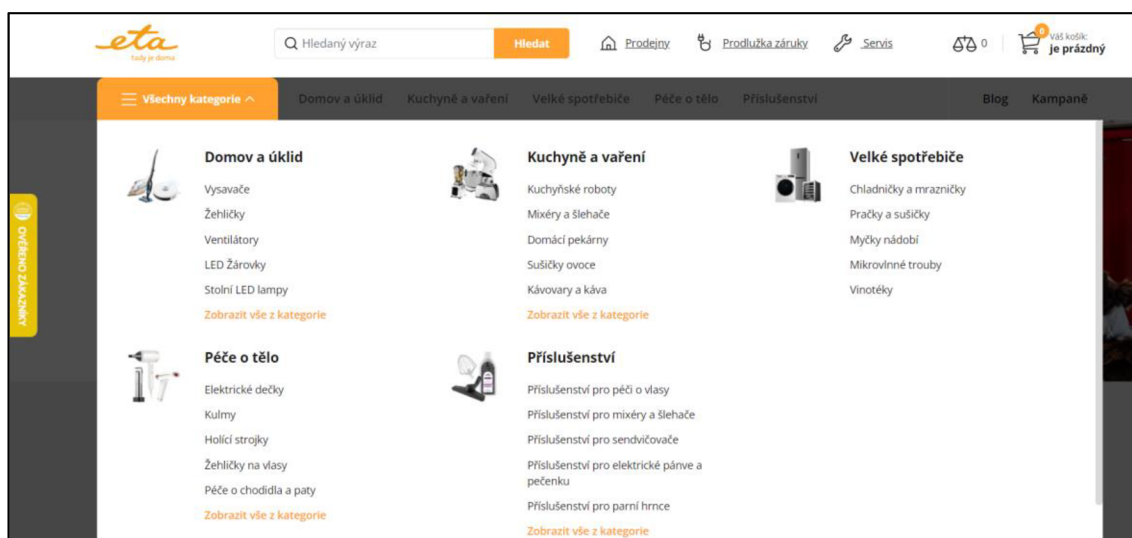 eta
tady je doma
Hledaný výraz
Hledat
Prodejny
Prodlužka záruky
Servis
0
0
Váš košík:
je prázdný
Všechny kategorie
Domov a úklid
Kuchyně a vaření
Velké spotřebiče
Péče o tělo
Příslušenství
Blog
Kampaně
OVĚŘENO ZÁKAZNÍKY
Domov a úklid
Vysavače
Žehličky
Ventilátory
LED Žárovky
Stolní LED lampy
Zobrazit vše z kategorie
Kuchyně a vaření
Kuchyňské roboty
Mixéry a šlehače
Domácí pekárny
Sušičky ovoce
Kávovary a káva
Zobrazit vše z kategorie
Velké spotřebiče
Chladničky a mrazničky
Pračky a sušičky
Myčky nádobí
Mikrovlnné trouby
Vinotéky
Péče o tělo
Elektrické dečky
Kulmy
Holící strojky
Žehličky na vlasy
Péče o chodidla a paty
Zobrazit vše z kategorie
Příslušenství
Příslušenství pro péči o vlasy
Příslušenství pro mixéry a šlehače
Příslušenství pro sendvičovače
Příslušenství pro elektrické pánve a
pečenku
Příslušenství pro parní hrnce
Zobrazit vše z kategorie